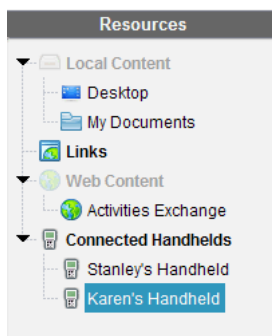 Resources
Local Content
Desktop
My Documents
Links
Web Content
Activities Exchange
Connected Handhelds
Stanley's Handheld
Karen's Handheld